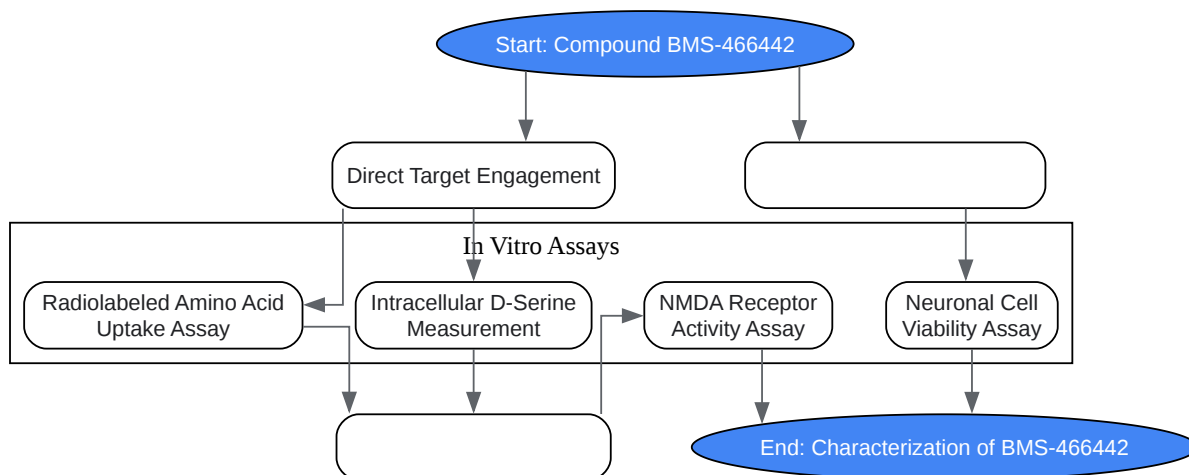 Start: Compound BMS-466442
Direct Target Engagement
In Vitro Assays
Radiolabeled Amino Acid
Uptake Assay
Intracellular D-Serine
Measurement
NMDA Receptor
Activity Assay
Neuronal Cell
Viability Assay
End: Characterization of BMS-466442